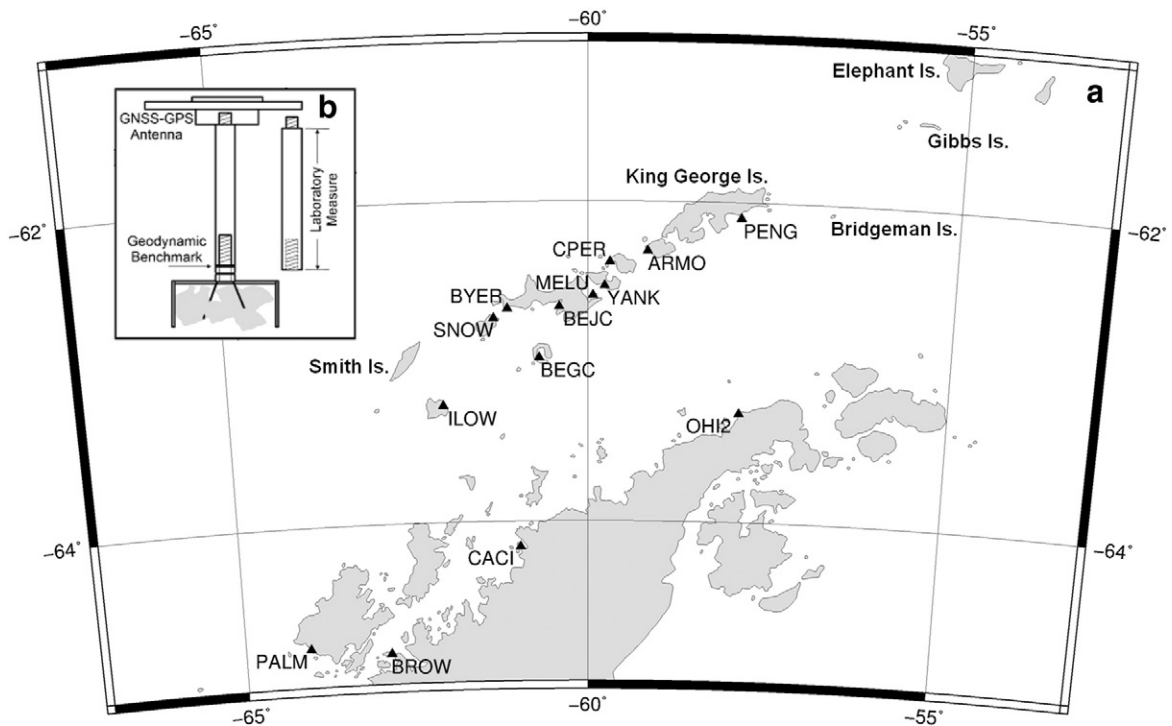 −65˚
−60˚
−55˚
Elephant Is.
a
b
GNSS-GPS
Antenna
Laboratory
Measure
Gibbs Is.
King George Is.
−62˚
−62˚
PENG
Bridgeman Is.
Geodynamic
Benchmark
CPER
ARMO
MELU
YANK
BYER
BEJC
SNOW
Smith Is.
BEGC
ILOW
OHI2
−64˚
−64˚
CACI
PALM
BROW
−65˚
−60˚
−55˚